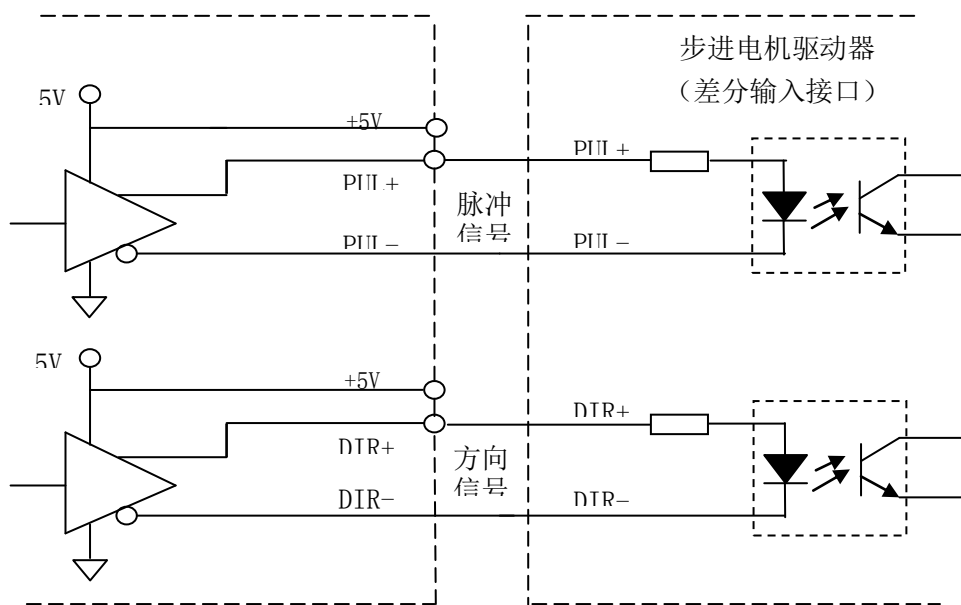 步进电机驱动器
（差分输入接口）
5V
+5V
PUL+
PUL+
脉冲
信号
PUL-
PUL-
5V
+5V
DIR+
DIR+
方向
信号
DIR-
DIR-